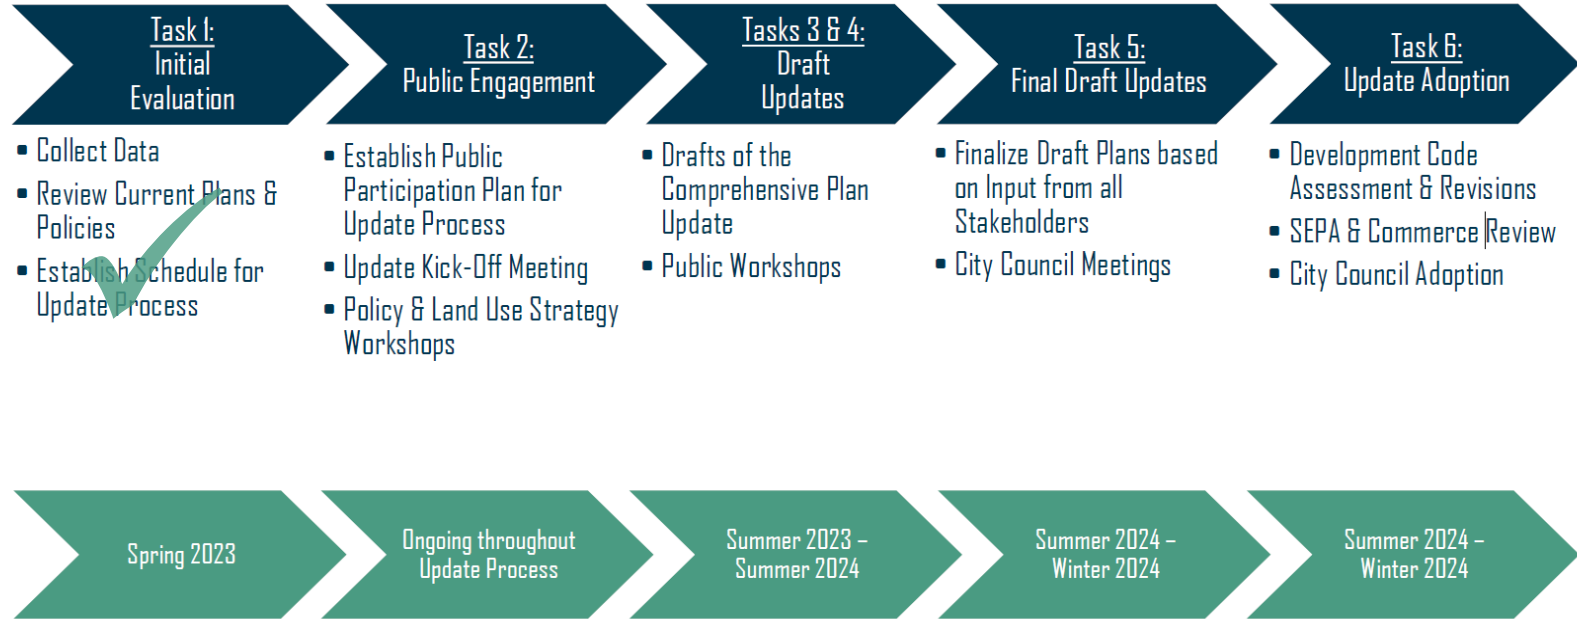 Task 1:
Initial
Evaluation
▪ Collect Data
▪ Review Current Plans &
Policies
▪ Establish Schedule for
Update Process
Task 2:
Public Engagement
▪ Establish Public
Participation Plan for
Update Process
▪ Update Kick-Off Meeting
▪ Policy & Land Use Strategy
Workshops
Tasks 3 & 4:
Draft
Updates
▪ Drafts of the
Comprehensive Plan
Update
▪ Public Workshops
Task 5:
Final Draft Updates
▪ Finalize Draft Plans based
on Input from all
Stakeholders
▪ City Council Meetings
Task 6:
Update Adoption
▪ Development Code
Assessment & Revisions
▪ SEPA & Commerce Review
▪ City Council Adoption
Spring 2023
Ongoing throughout
Update Process
Summer 2023 –
Summer 2024
Summer 2024 –
Winter 2024
Summer 2024 –
Winter 2024